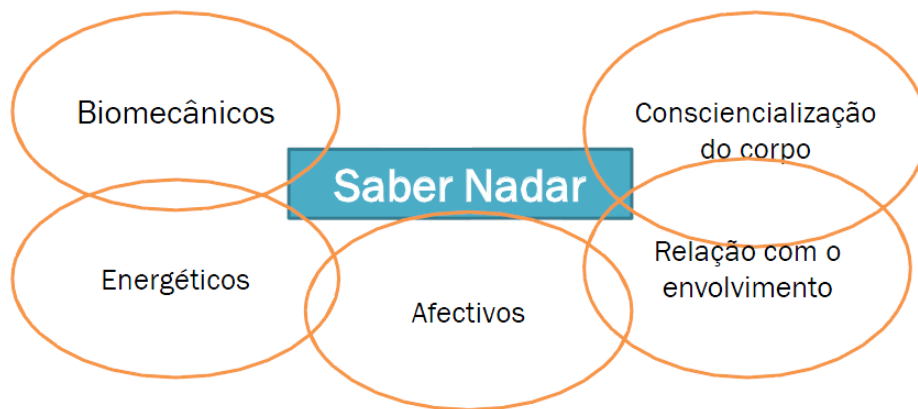 Biomecânicos
Consciencialização
do corpo
Saber Nadar
Energéticos
Afectivos
Relação com o
envolvimento